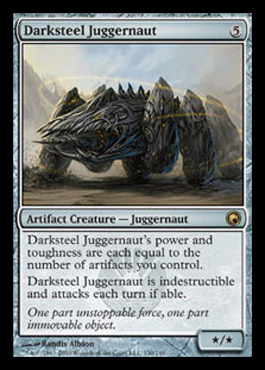 Darksteel Juggernaut 5
Artifact Creature — Juggernaut
Darksteel Juggernaut's power and
toughness are each equal to the
number of artifacts you control.
Darksteel Juggernaut is indestructible
and attacks each turn if able.
One part unstoppable force, one part
immovable object.
Randis Albion
*/*